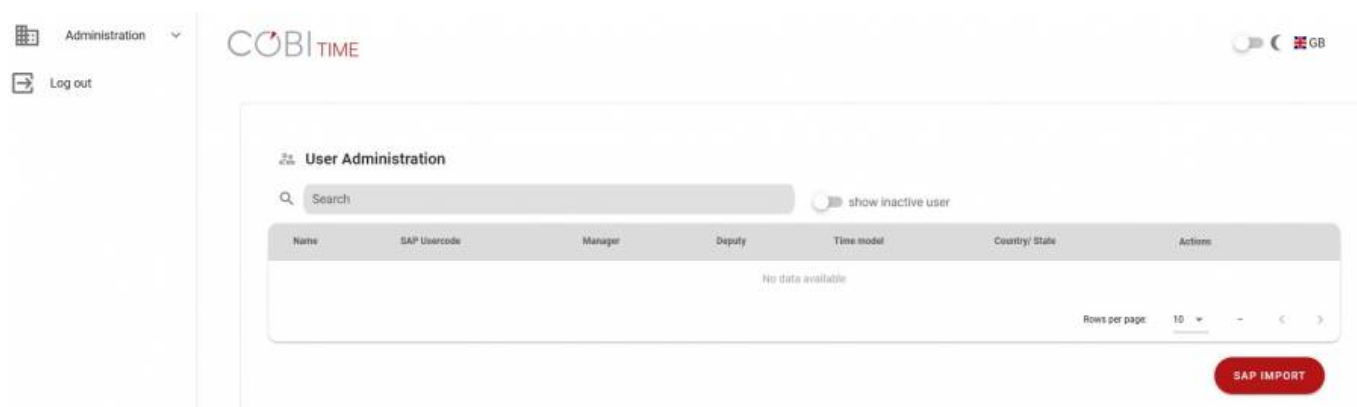 Administration
COBI TIME
GB
Log out
User Administration
Search
show inactive user
Name SAP Usercode Manager Deputy Time model Country/ State Actions
No data available
Rows per page: 10 -
SAP IMPORT